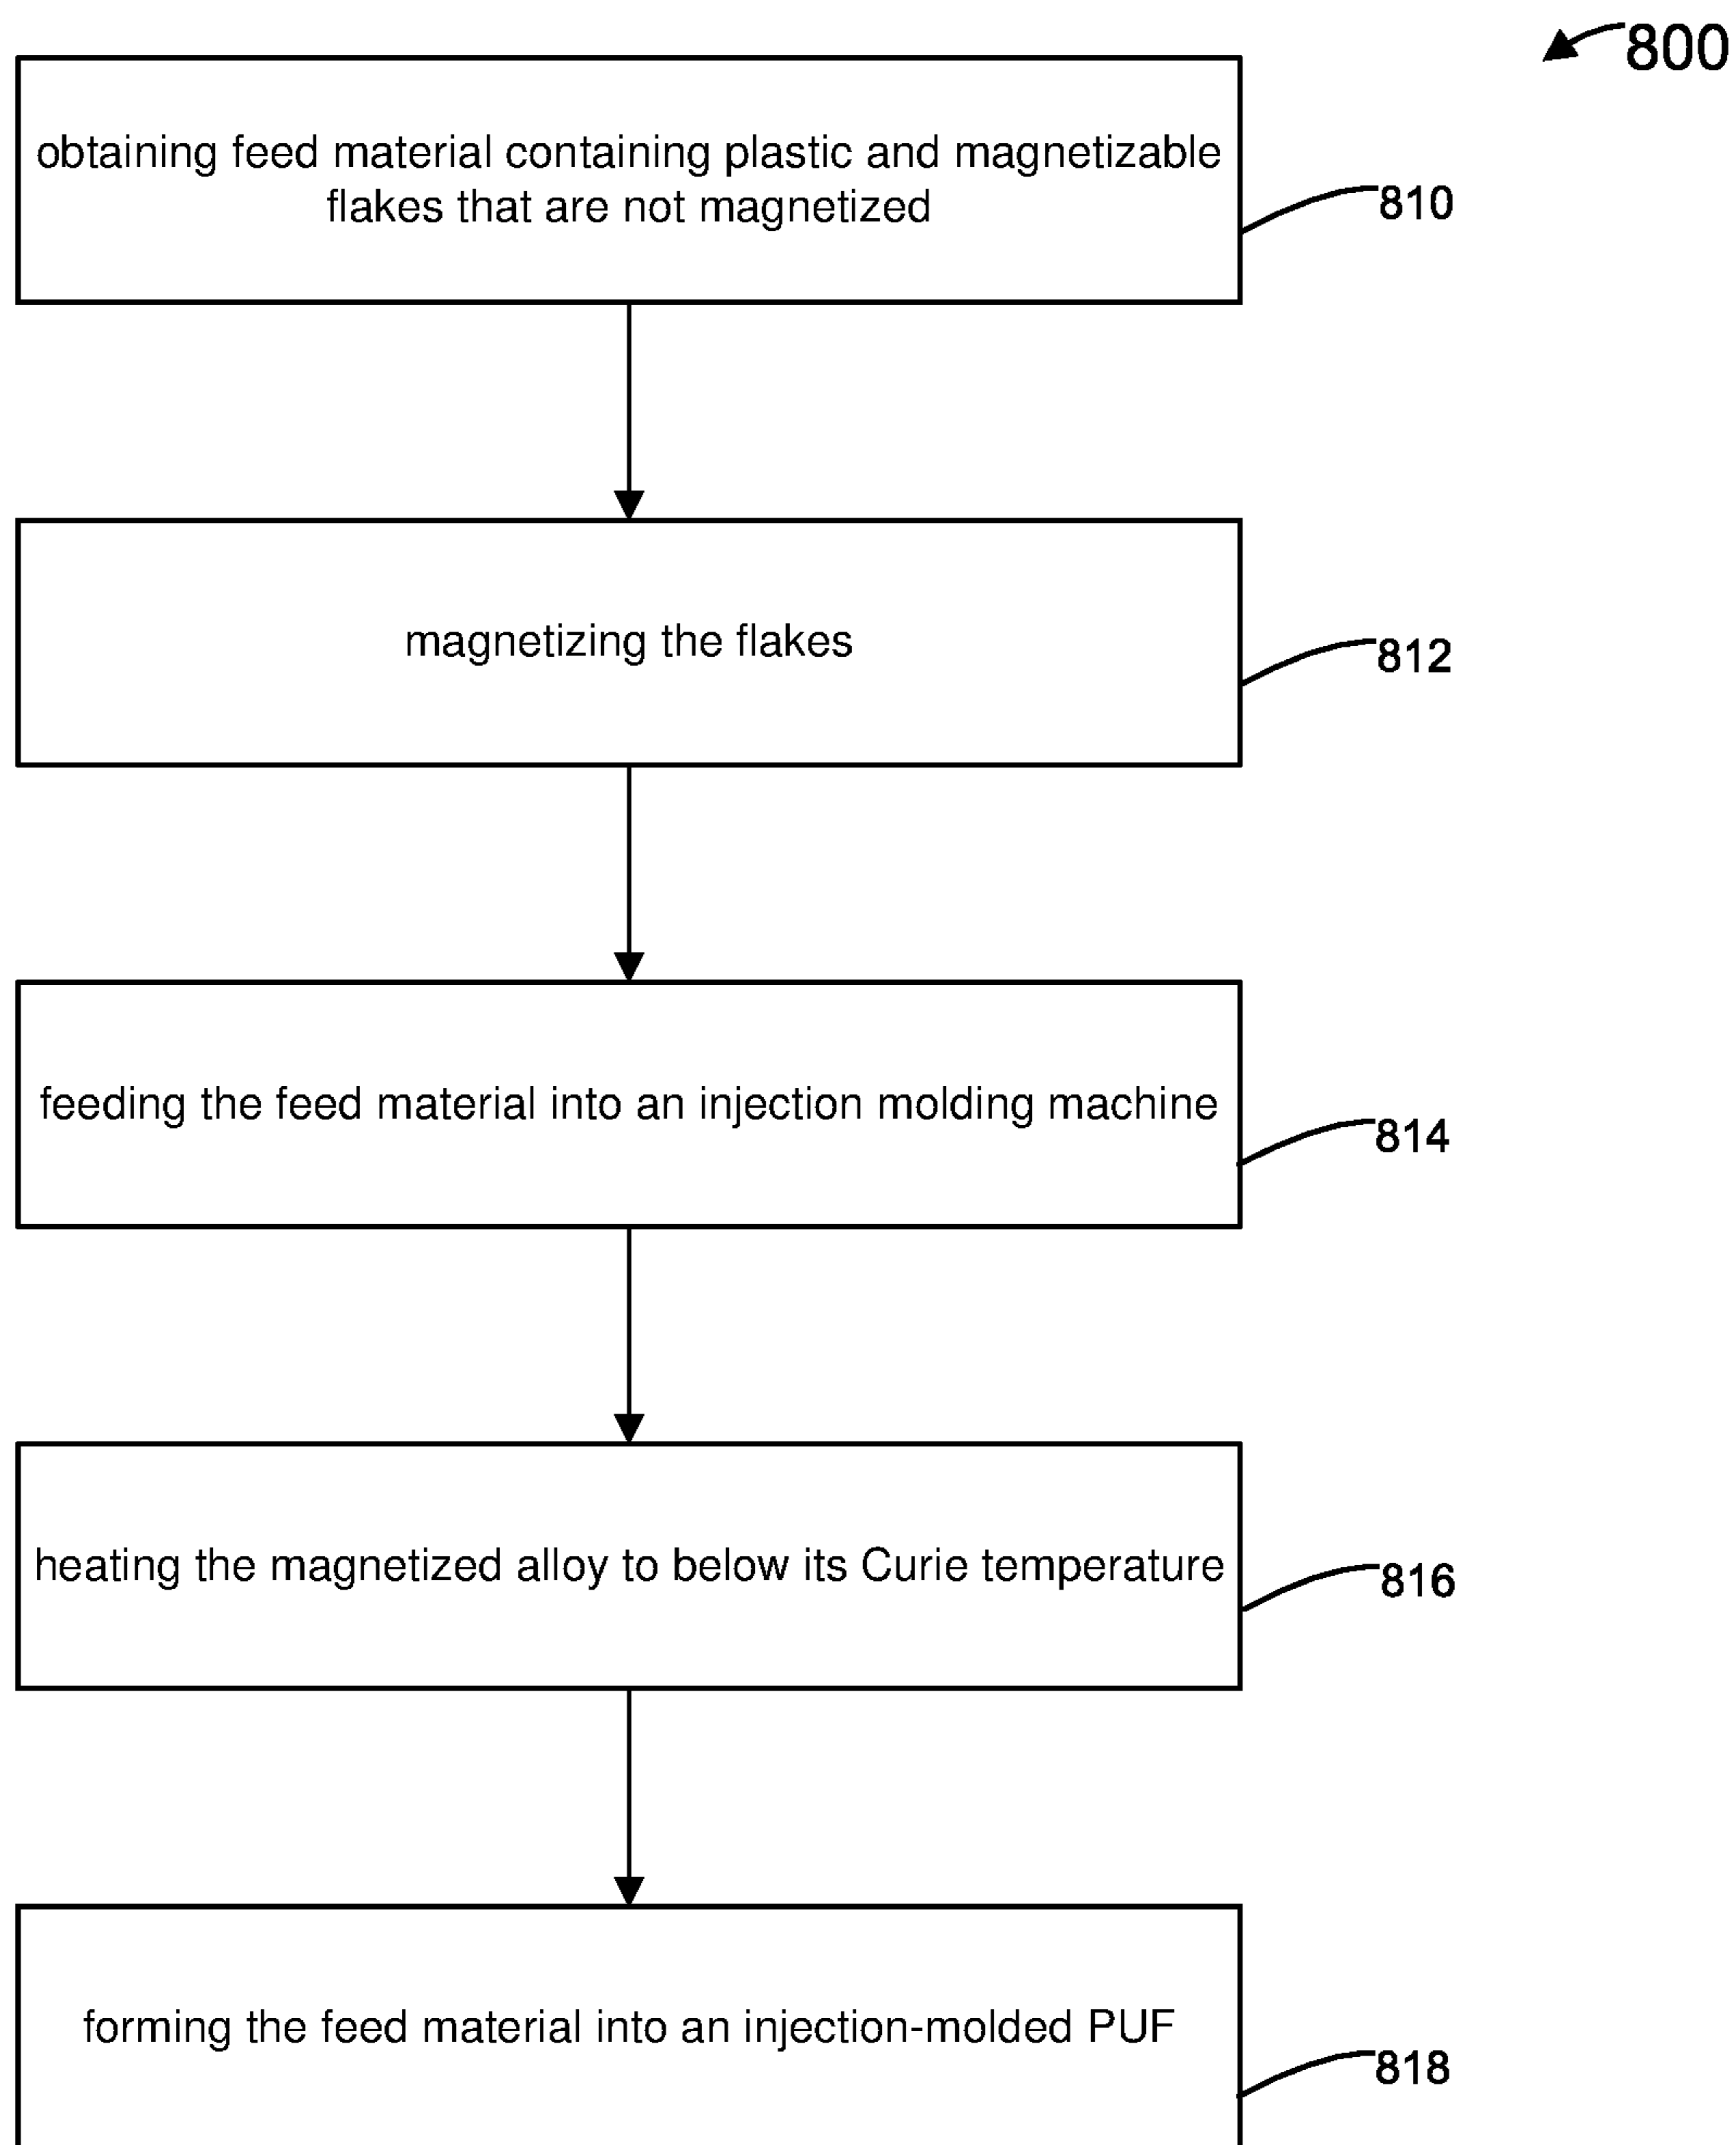 800
obtaining feed material containing plastic and magnetizable
flakes that are not magnetized
810
magnetizing the flakes
812
feeding the feed material into an injection molding machine
814
heating the magnetized alloy to below its Curie temperature
816
forming the feed material into an injection-molded PUF
818